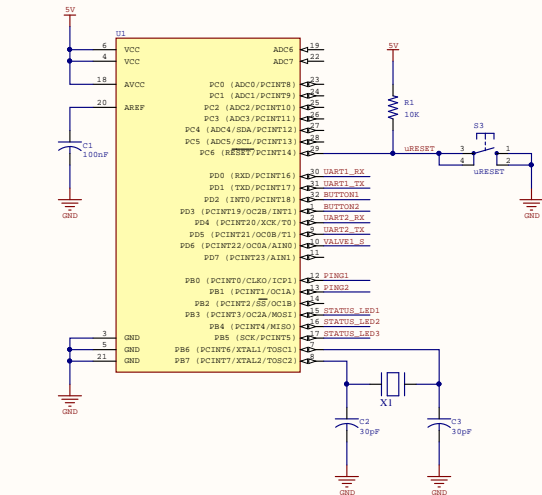 5V
U1
6 VCC
4 VCC
18 AVCC
20 AREF
C1
100nF
GND
3 GND
5 GND
21 GND
GND
ADC6 19
ADC7 22
PC0 (ADC0/PCINT8) 23
PC1 (ADC1/PCINT9) 24
PC2 (ADC2/PCINT10) 25
PC3 (ADC3/PCINT11) 26
PC4 (ADC4/SDA/PCINT12) 27
PC5 (ADC5/SCL/PCINT13) 28
PC6 (RESET/PCINT14) 29
PD0 (RXD/PCINT16) 30 UART1_RX
PD1 (TXD/PCINT17) 31 UART1_TX
PD2 (INT0/PCINT18) 32 BUTTON1
PD3 (PCINT19/OC2B/INT1) 1 BUTTON2
PD4 (PCINT20/XCK/T0) 2 UART2_RX
PD5 (PCINT21/OC0B/T1) 9 UART2_TX
PD6 (PCINT22/OC0A/AIN0) 10 VALVE1_S
PD7 (PCINT23/AIN1) 11
PB0 (PCINT0/CLKO/ICP1) 12 PING1
PB1 (PCINT1/OC1A) 13 PING2
PB2 (PCINT2/SS/OC1B) 14
PB3 (PCINT3/OC2A/MOSI) 15 STATUS_LED1
PB4 (PCINT4/MISO) 16 STATUS_LED2
PB5 (SCK/PCINT5) 17 STATUS_LED3
PB6 (PCINT6/XTAL1/TOSC1) 7
PB7 (PCINT7/XTAL2/TOSC2) 8
5V
R1
10K
uRESET
S3
3 1
4 2
uRESET
GND
X1
C2
30pF
C3
30pF
GND
GND